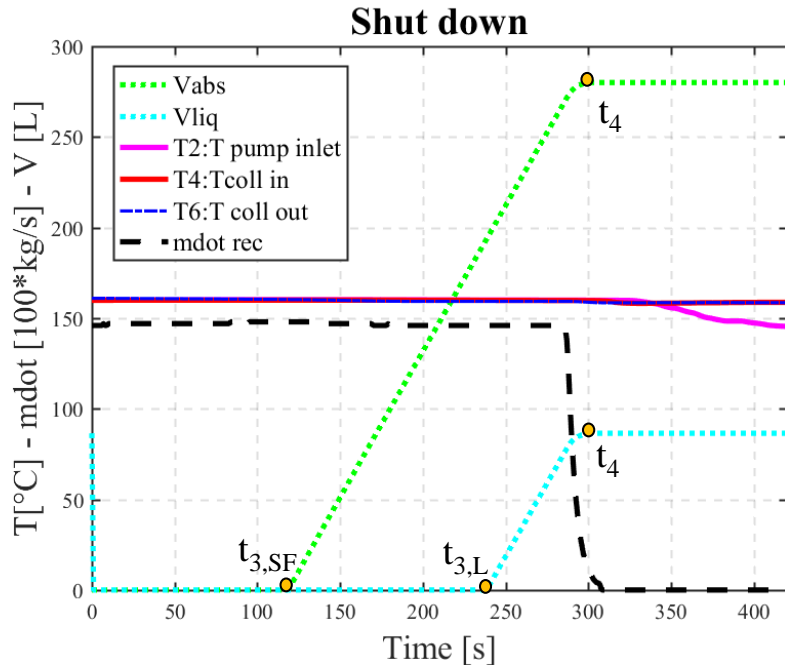 Shut down
T[°C] - mdot [100*kg/s] - V [L]
300
250
200
150
100
50
0
Vabs
Vliq
T2:T pump inlet
T4:Tcoll in
T6:T coll out
mdot rec
t4
t4
t3,SF
t3,L
0 50 100 150 200 250 300 350 400
Time [s]